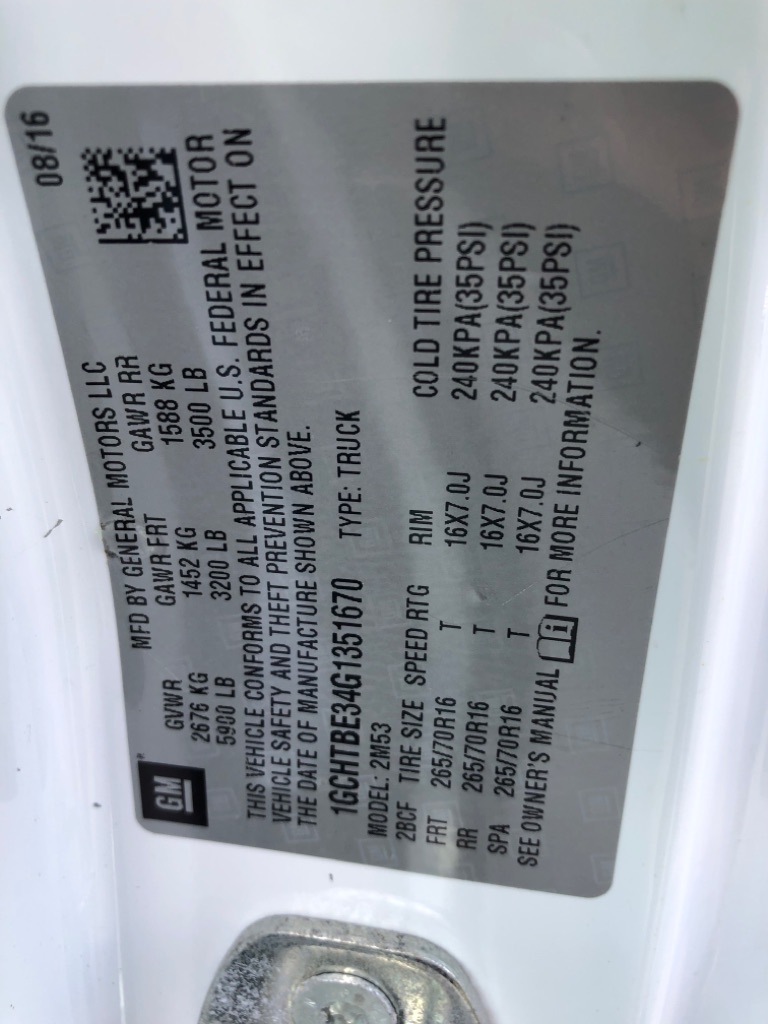 08/16
MFD BY GENERAL MOTORS LLC
GM
GVWR GAWR FRT GAWR RR
2676 KG 1452 KG 1588 KG
5900 LB 3200 LB 3500 LB
THIS VEHICLE CONFORMS TO ALL APPLICABLE U.S. FEDERAL MOTOR
VEHICLE SAFETY AND THEFT PREVENTION STANDARDS IN EFFECT ON
THE DATE OF MANUFACTURE SHOWN ABOVE.
1GCHTBE34G1351670 TYPE: TRUCK
MODEL: 2M53
2BCF TIRE SIZE SPEED RTG RIM COLD TIRE PRESSURE
FRT 265/70R16 T 16X7.0J 240KPA(35PSI)
RR 265/70R16 T 16X7.0J 240KPA(35PSI)
SPA 265/70R16 T 16X7.0J 240KPA(35PSI)
SEE OWNER'S MANUAL i FOR MORE INFORMATION.